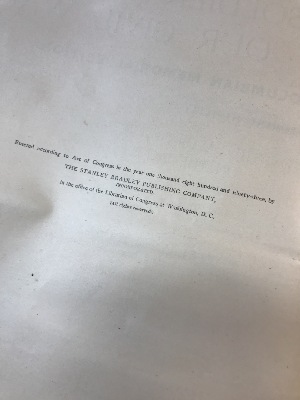 Entered according to Act of Congress in the year one thousand eight hundred and ninety-three, by
THE STANLEY BRADLEY PUBLISHING COMPANY,
INCORPORATED
In the office of the Librarian of Congress at Washington, D. C.
All rights reserved.